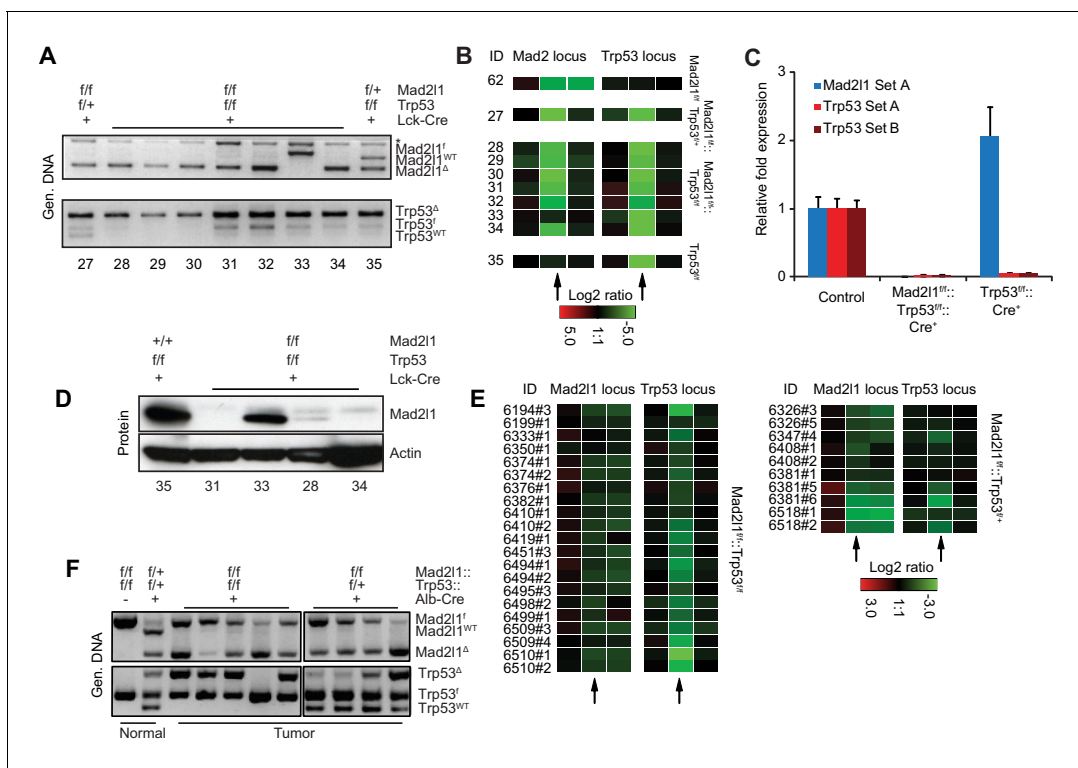 A
f/f f/f f/+ Mad2l1
f/+ f/f f/f Trp53
+ + + Lck-Cre
Gen. DNA
*
Mad2l1f
Mad2l1WT
Mad2l1Δ
Trp53Δ
Trp53f
Trp53WT
27 28 29 30 31 32 33 34 35
B
ID Mad2 locus Trp53 locus
62
27
28
29
30
31
32
33
34
35
Mad2l1f/f
Mad2l1f/f::
Trp53f/+
Mad2l1f/f::
Trp53f/f
Trp53f/f
Log2 ratio
5.0 1:1 -5.0
C
Relative fold expression
3
2
1
0
Mad2l1 Set A
Trp53 Set A
Trp53 Set B
Control
Mad2l1f/f::
Trp53f/f::
Cre+
Trp53f/f::
Cre+
D
+/+ f/f Mad2l1
f/f f/f Trp53
+ + Lck-Cre
Protein
Mad2l1
Actin
35 31 33 28 34
E
ID Mad2l1 locus Trp53 locus
6194#3
6199#1
6333#1
6350#1
6374#1
6374#2
6376#1
6382#1
6410#1
6410#2
6419#1
6451#3
6494#1
6494#2
6495#3
6498#2
6499#1
6509#3
6509#4
6510#1
6510#2
Mad2l1f/f::Trp53f/f
ID Mad2l1 locus Trp53 locus
6326#3
6326#5
6347#4
6408#1
6408#2
6381#1
6381#5
6381#6
6518#1
6518#2
Mad2l1f/f::Trp53f/+
Log2 ratio
3.0 1:1 -3.0
F
f/f f/+ f/f f/f Mad2l1::
f/f f/+ f/f f/+ Trp53::
- + + + Alb-Cre
Gen. DNA
Mad2l1f
Mad2l1WT
Mad2l1Δ
Trp53Δ
Trp53f
Trp53WT
Normal Tumor